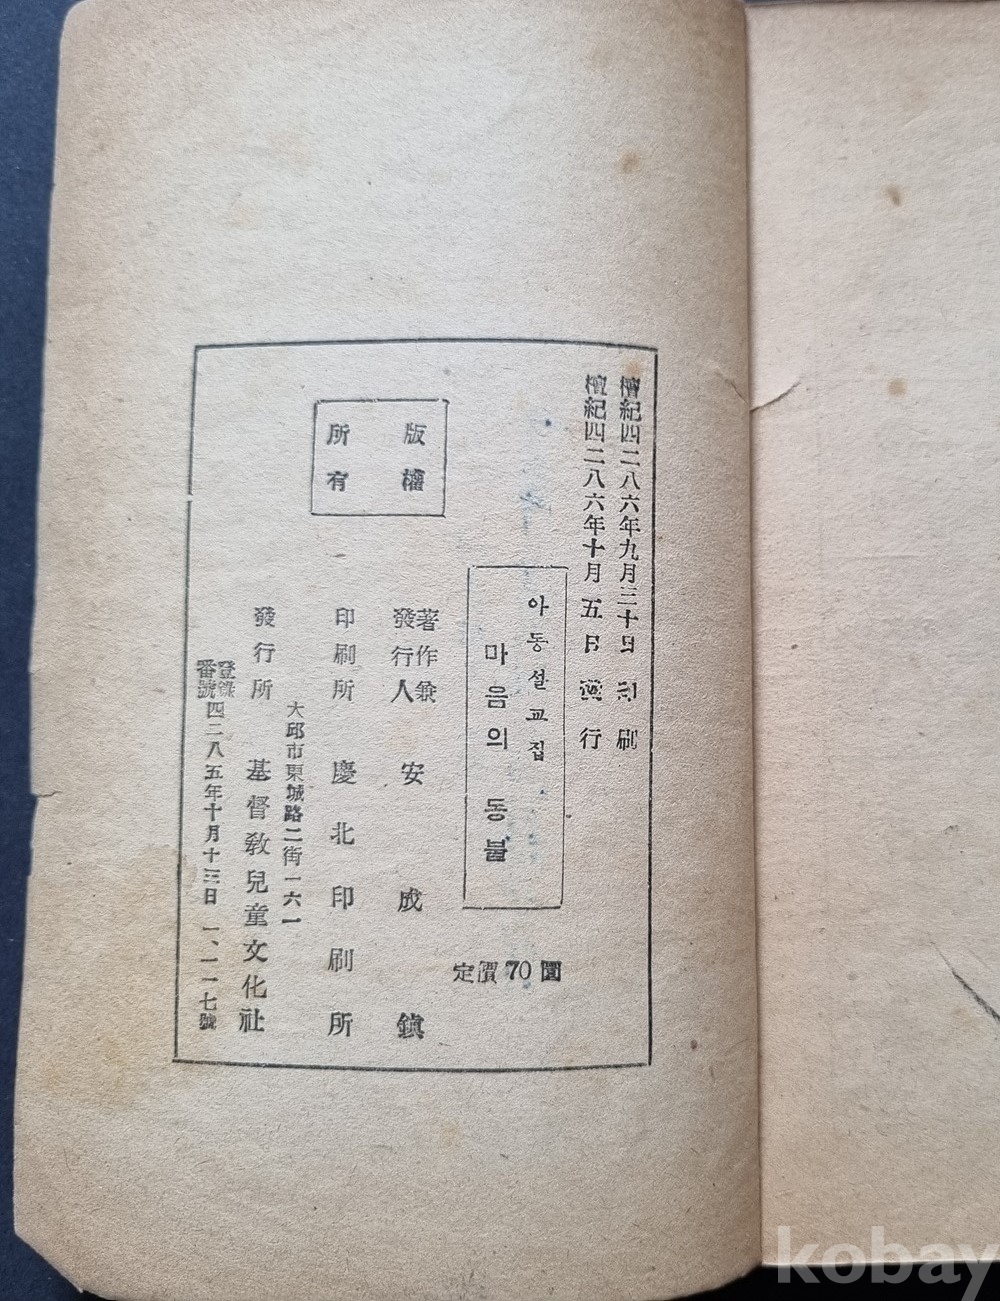 檀紀四二八六年九月三十日 印刷
檀紀四二八六年十月五日 發行
아동설교집
마음의 등불
定價 70 圜
版權
所有
著作兼
發行人 安成鎮
印刷所 慶北印刷所
大邱市東城路二街一六一
發行所 基督敎兒童文化社
登錄
番號 四二八五年十月十三日 一、一一七號
kobay